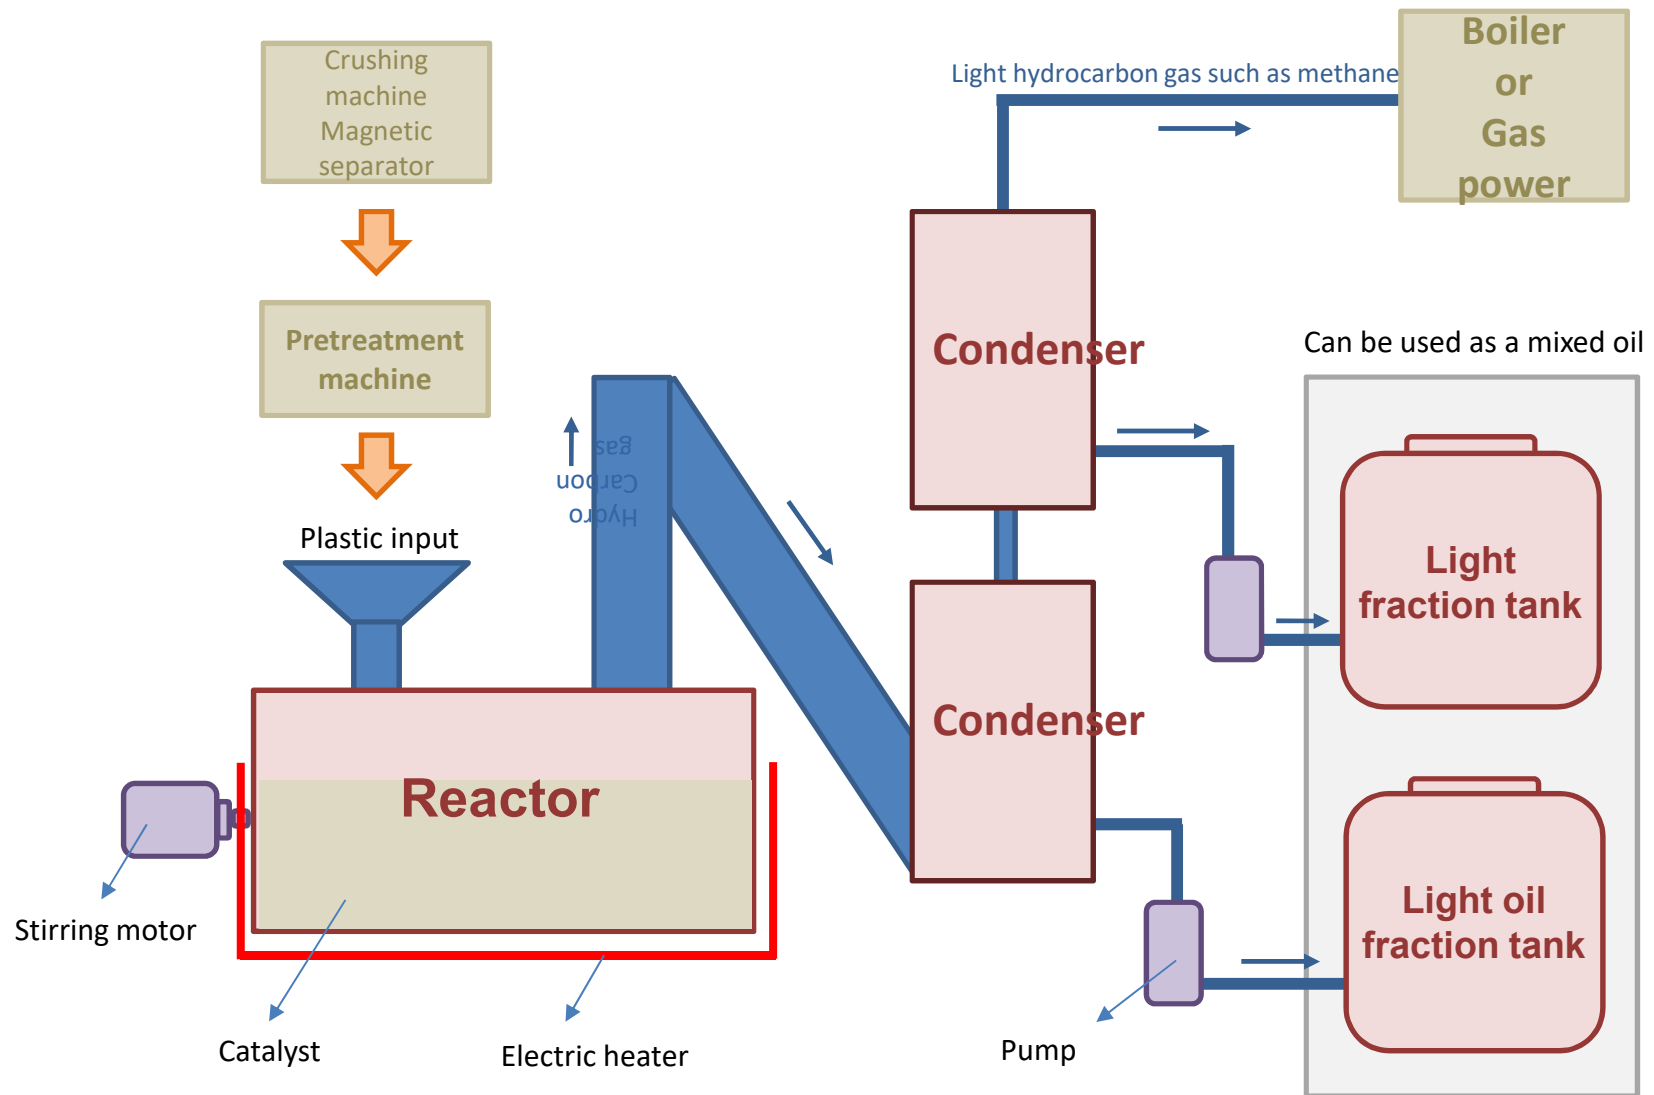 Crushing
machine
Magnetic
separator
Pretreatment
machine
Plastic input
Hydro
Carbon
gas
Reactor
Stirring motor
Catalyst
Electric heater
Condenser
Condenser
Light hydrocarbon gas such as methane
Boiler
or
Gas
power
Can be used as a mixed oil
Light
fraction tank
Light oil
fraction tank
Pump